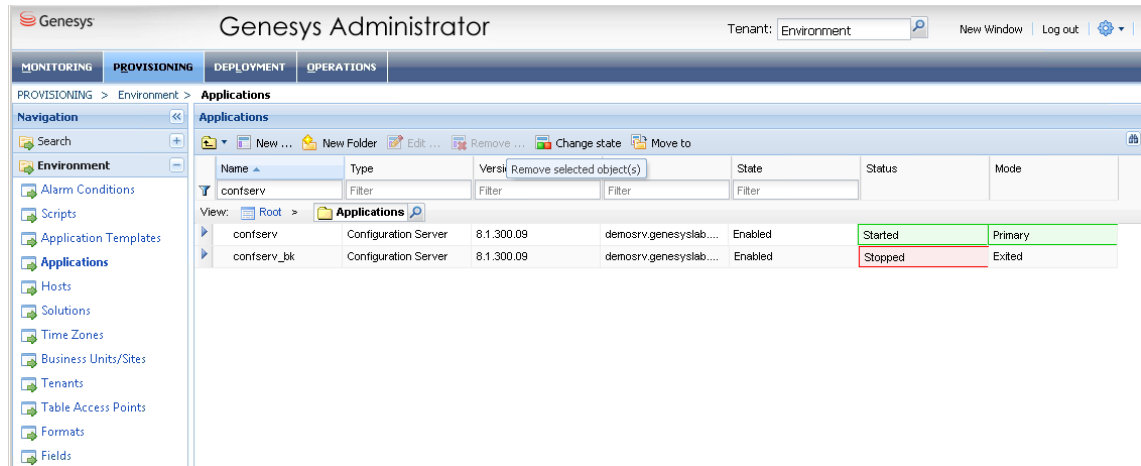 Genesys
Genesys Administrator
Tenant: Environment
New Window | Log out
MONITORING PROVISIONING DEPLOYMENT OPERATIONS
PROVISIONING > Environment > Applications
Navigation
Applications
Search
New ... New Folder Edit ... Remove ... Change state Move to
Environment
Name Type Versi State Status Mode
Remove selected object(s)
Alarm Conditions
confserv Filter Filter Filter Filter
Scripts
View: Root > Applications
Application Templates
confserv Configuration Server 8.1.300.09 demosrv.genesyslab.... Enabled Started Primary
Applications
confserv_bk Configuration Server 8.1.300.09 demosrv.genesyslab.... Enabled Stopped Exited
Hosts
Solutions
Time Zones
Business Units/Sites
Tenants
Table Access Points
Formats
Fields